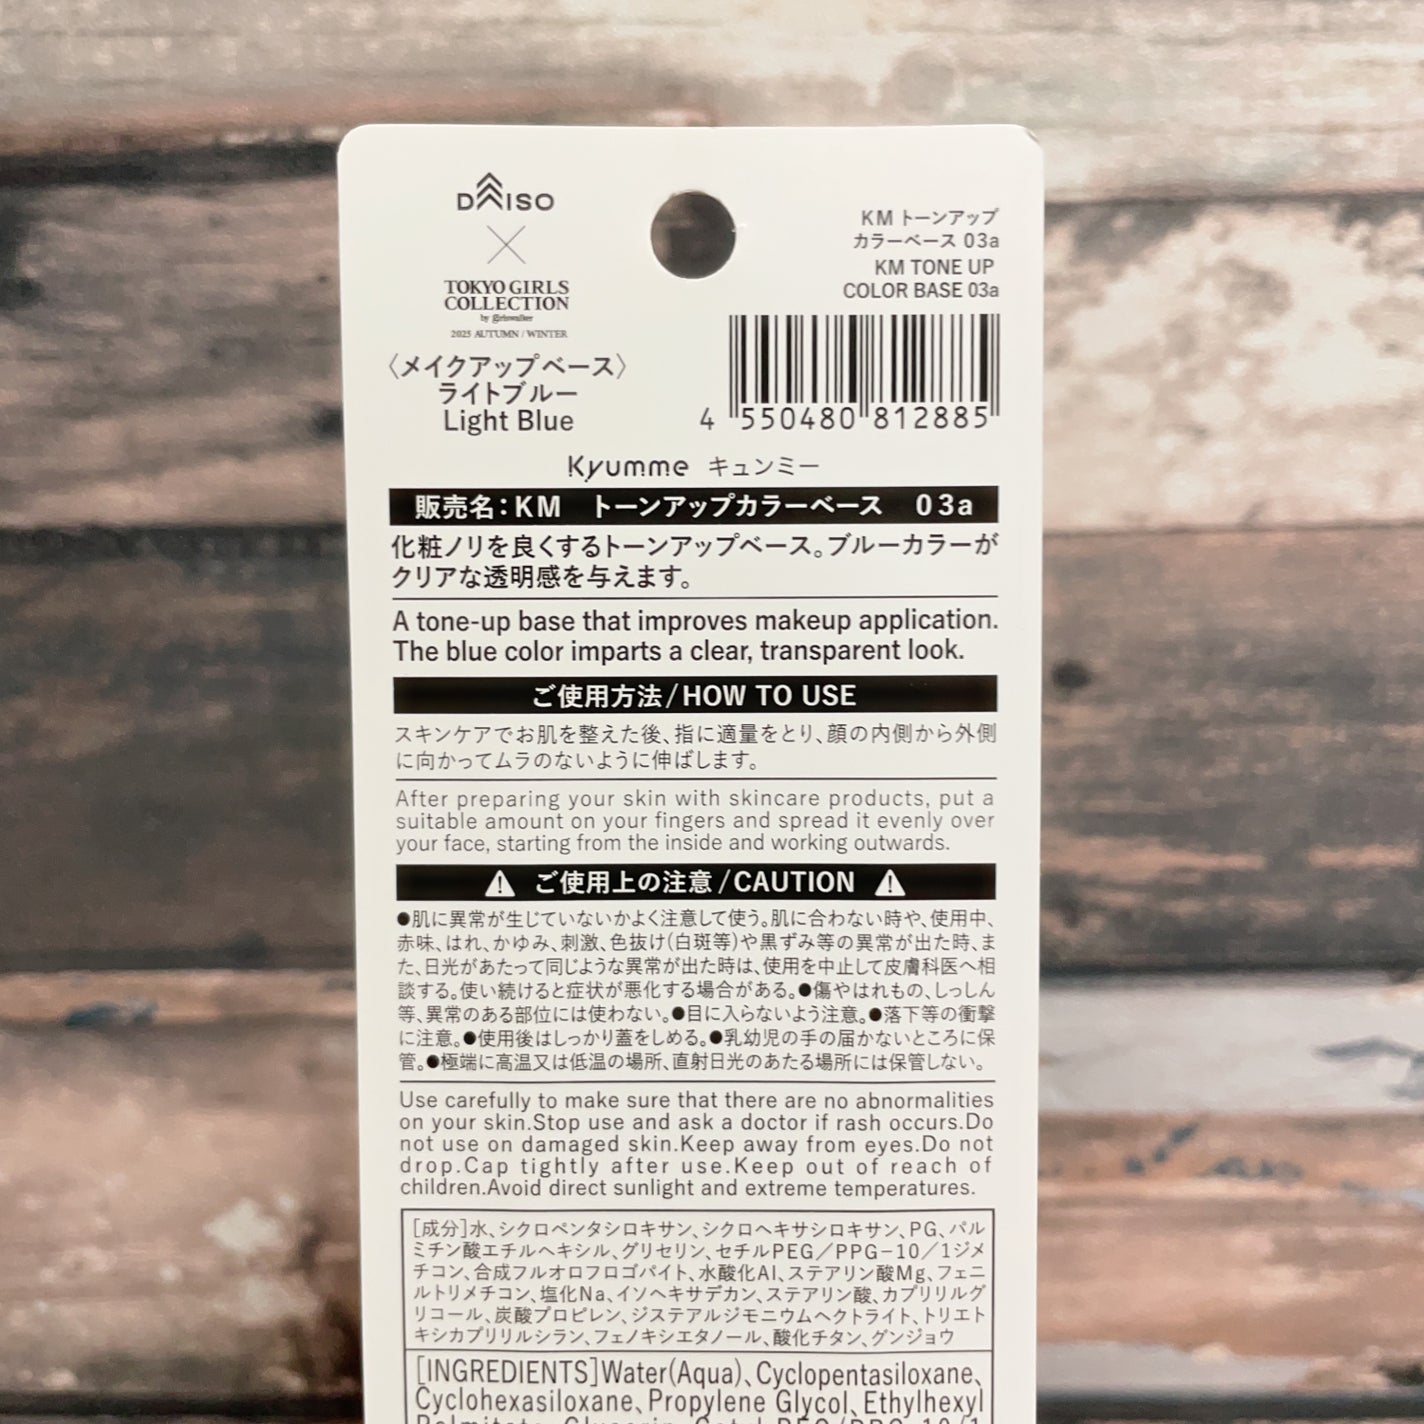 DAISO
×
TOKYO GIRLS
COLLECTION
by girlswalker
2025 AUTUMN / WINTER
〈メイクアップベース〉
ライトブルー
Light Blue
KM トーンアップ
カラーベース 03a
KM TONE UP
COLOR BASE 03a
4 550480 812885
Kyumme キュンミー
販売名：KM トーンアップカラーベース 03a
化粧ノリを良くするトーンアップベース。ブルーカラーが
クリアな透明感を与えます。
A tone-up base that improves makeup application.
The blue color imparts a clear, transparent look.
ご使用方法/HOW TO USE
スキンケアでお肌を整えた後、指に適量をとり、顔の内側から外側
に向かってムラのないように伸ばします。
After preparing your skin with skincare products, put a
suitable amount on your fingers and spread it evenly over
your face, starting from the inside and working outwards.
⚠ ご使用上の注意/CAUTION ⚠
●肌に異常が生じていないかよく注意して使う。肌に合わない時や、使用中、
赤味、はれ、かゆみ、刺激、色抜け(白斑等)や黒ずみ等の異常が出た時、ま
た、日光があたって同じような異常が出た時は、使用を中止して皮膚科医へ相
談する。使い続けると症状が悪化する場合がある。●傷やはれもの、しっしん
等、異常のある部位には使わない。●目に入らないよう注意。●落下等の衝撃
に注意。●使用後はしっかり蓋をしめる。●乳幼児の手の届かないところに保
管。●極端に高温又は低温の場所、直射日光のあたる場所には保管しない。
Use carefully to make sure that there are no abnormalities
on your skin.Stop use and ask a doctor if rash occurs.Do
not use on damaged skin.Keep away from eyes.Do not
drop.Cap tightly after use.Keep out of reach of
children.Avoid direct sunlight and extreme temperatures.
[成分]水、シクロペンタシロキサン、シクロヘキサシロキサン、PG、パル
ミチン酸エチルヘキシル、グリセリン、セチルPEG／PPG−10／1ジメ
チコン、合成フルオロフロゴパイト、水酸化Al、ステアリン酸Mg、フェニ
ルトリメチコン、塩化Na、イソヘキサデカン、ステアリン酸、カプリリルグ
リコール、炭酸プロピレン、ジステアルジモニウムヘクトライト、トリエト
キシカプリリルシラン、フェノキシエタノール、酸化チタン、グンジョウ
[INGREDIENTS]Water(Aqua)、Cyclopentasiloxane、
Cyclohexasiloxane、Propylene Glycol、Ethylhexyl
Palmitate、Glycerin、Cetyl PEG/PPG-10/1